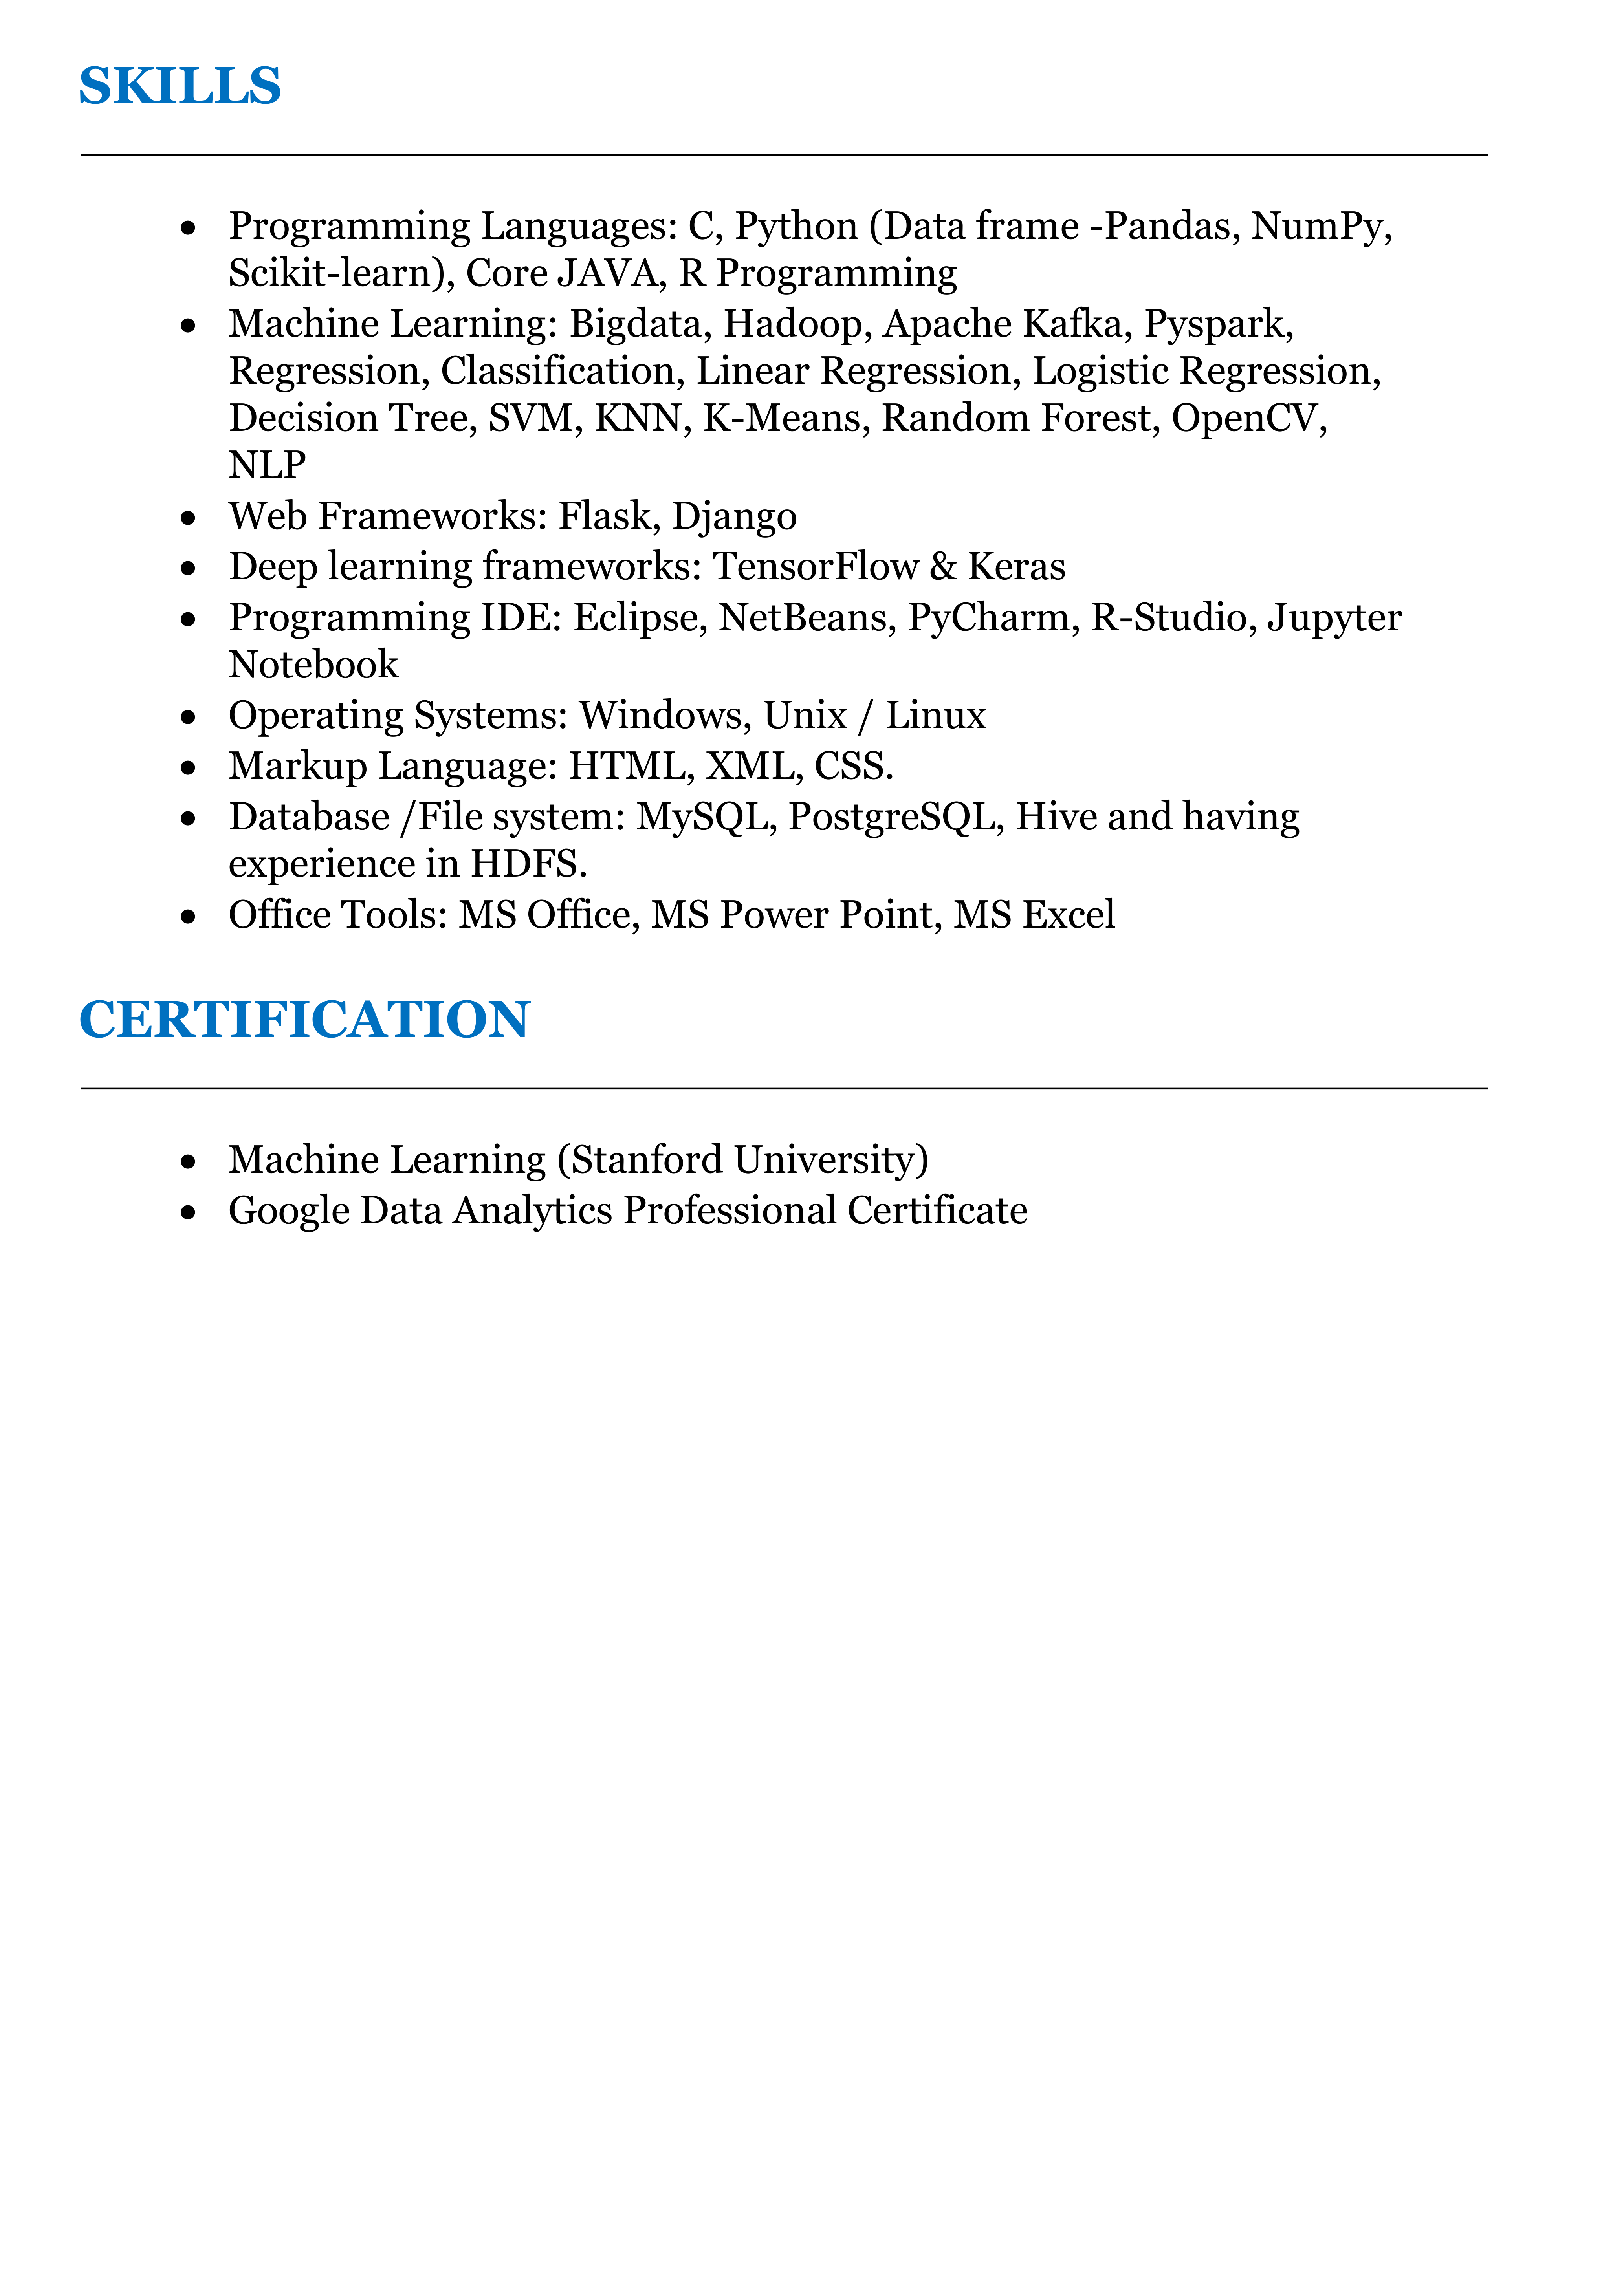 SKILLS
• Programming Languages: C, Python (Data frame -Pandas, NumPy,
Scikit-learn), Core JAVA, R Programming
• Machine Learning: Bigdata, Hadoop, Apache Kafka, Pyspark,
Regression, Classification, Linear Regression, Logistic Regression,
Decision Tree, SVM, KNN, K-Means, Random Forest, OpenCV,
NLP
• Web Frameworks: Flask, Django
• Deep learning frameworks: TensorFlow & Keras
• Programming IDE: Eclipse, NetBeans, PyCharm, R-Studio, Jupyter
Notebook
• Operating Systems: Windows, Unix / Linux
• Markup Language: HTML, XML, CSS.
• Database /File system: MySQL, PostgreSQL, Hive and having
experience in HDFS.
• Office Tools: MS Office, MS Power Point, MS Excel
CERTIFICATION
• Machine Learning (Stanford University)
• Google Data Analytics Professional Certificate